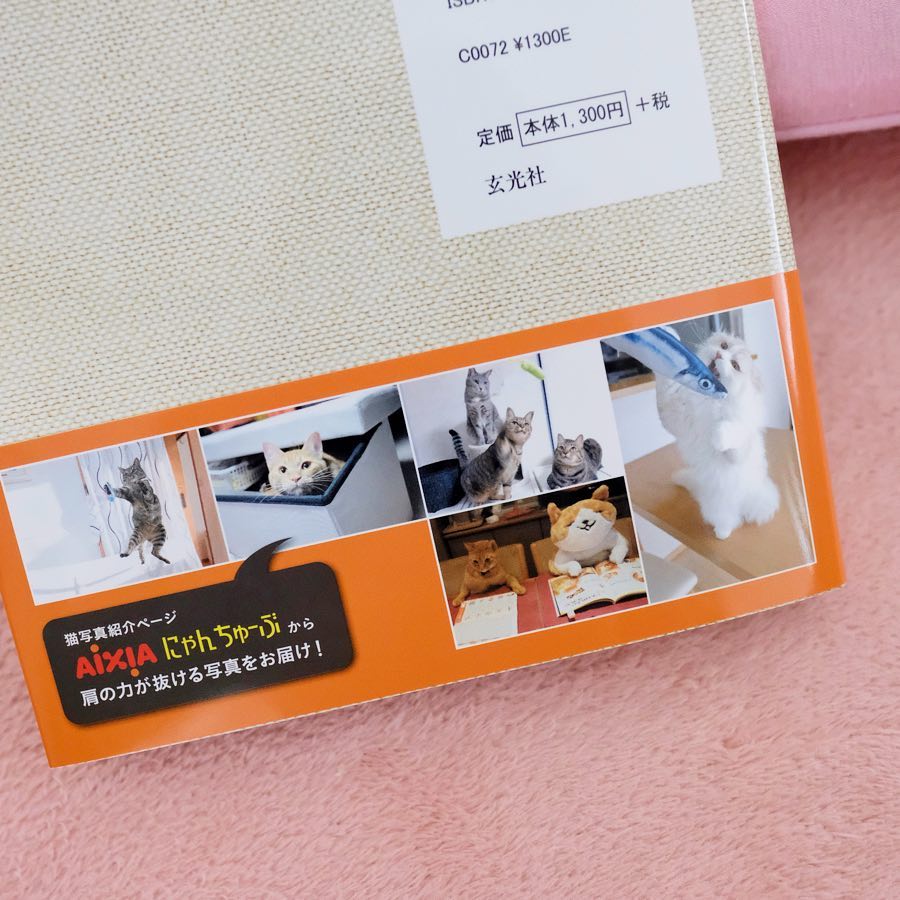 C0072 ¥1300E
定価 本体1,300円 +税
玄光社
猫写真紹介ページ
AIXIA にゃんちゅーぶ から
肩の力が抜ける写真をお届け!